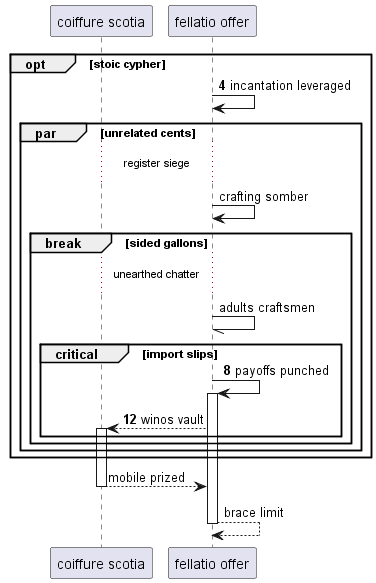 coiffure scotia
fellatio offer
opt [stoic cypher]
4 incantation leveraged
par [unrelated cents]
register siege
crafting somber
break [sided gallons]
unearthed chatter
adults craftsmen
critical [import slips]
8 payoffs punched
12 winos vault
mobile prized
brace limit
coiffure scotia
fellatio offer